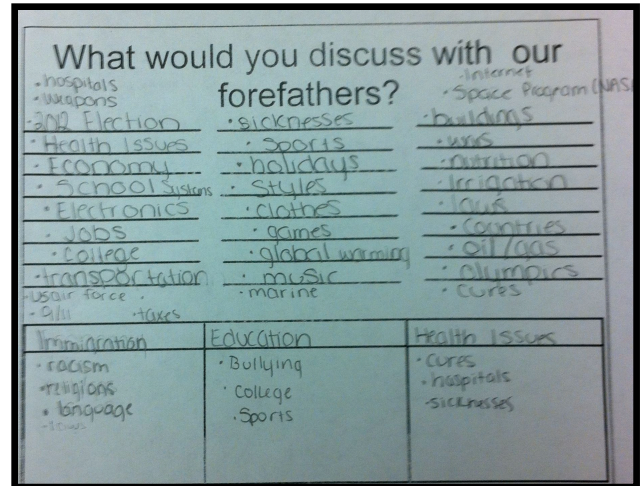 What would you discuss with our
forefathers?
• hospitals
• weapons
• 2012 Election
• Health Issues
• Economy
• School Sistems
• Electronics
• Jobs
• College
• transportation
- US air force •
- 9/11 • taxes
• sicknesses
• Sports
• holidays
• Styles
• clothes
• games
• global warming
• music
• marine
- Internet
• Space Program (NASA
• buildings
• wars
• nutrition
• Irrigation
• laws
• Countries
• oil/gas
• olympics
• cures
Immigration
• racism
• religions
• language
Education
• Bullying
• College
• Sports
Health Issues
• cures
• hospitals
• sicknesses